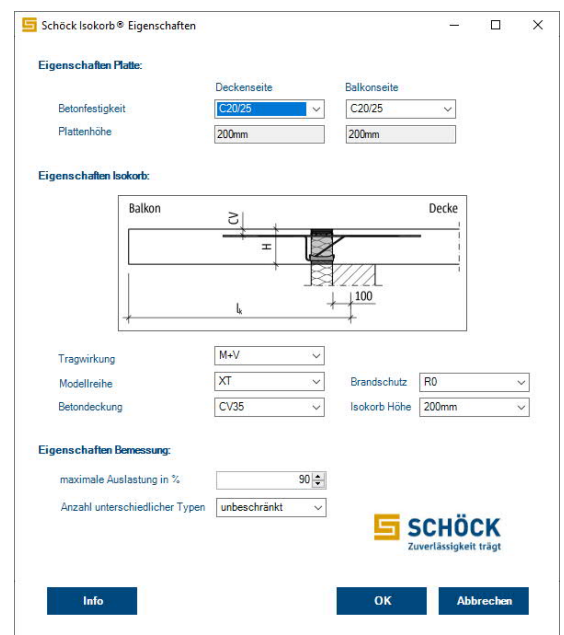 Schöck Isokorb® Eigenschaften
Eigenschaften Platte:
Deckenseite Balkonseite
Betonfestigkeit C20/25 C20/25
Plattenhöhe 200mm 200mm
Eigenschaften Isokorb:
Balkon Decke
CV
H
100
lk
Tragwirkung M+V
Modellreihe XT Brandschutz R0
Betondeckung CV35 Isokorb Höhe 200mm
Eigenschaften Bemessung:
maximale Auslastung in % 90
Anzahl unterschiedlicher Typen unbeschränkt
SCHÖCK
Zuverlässigkeit trägt
Info OK Abbrechen